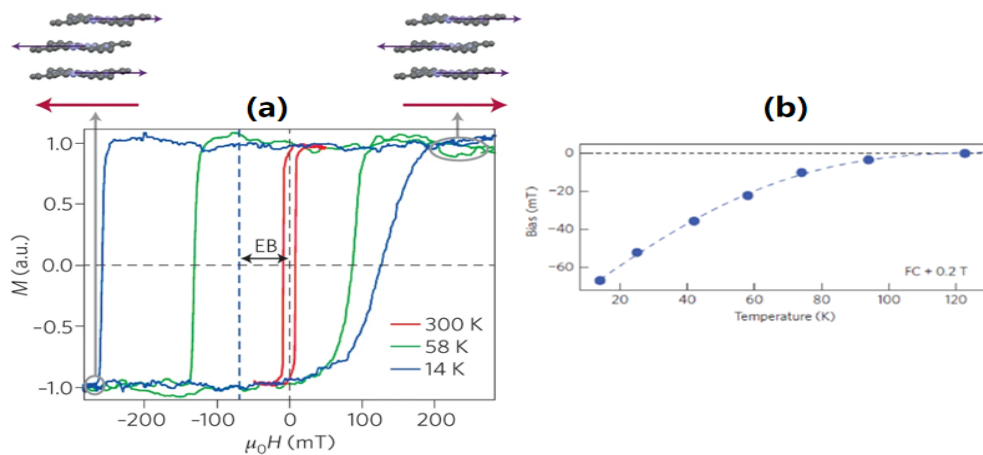 (a)
(b)
1.0
0.5
0.0
−0.5
−1.0
M (a.u.)
EB
300 K
58 K
14 K
−200
−100
0
100
200
μ₀H (mT)
0
−20
−40
−60
Bias (mT)
FC + 0.2 T
20
40
60
80
100
120
Temperature (K)